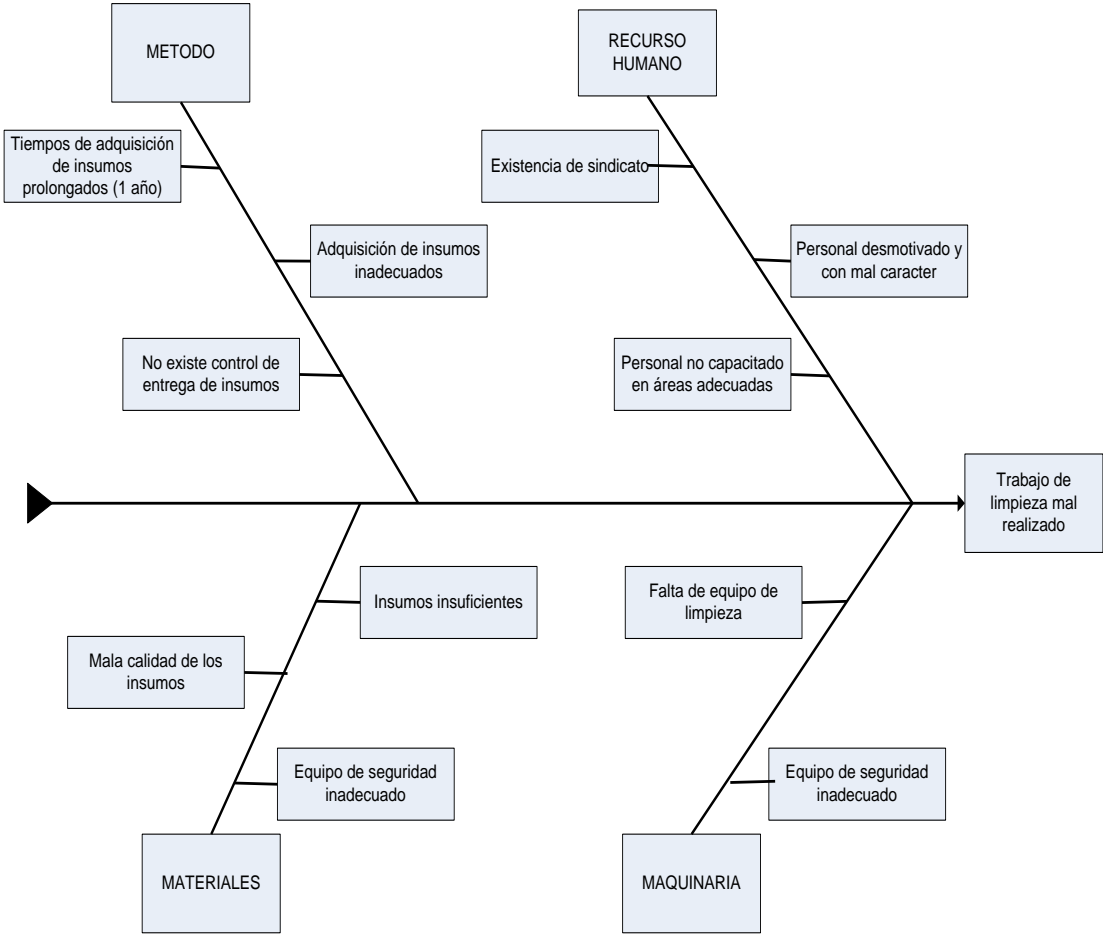 METODO
RECURSO
HUMANO
Tiempos de adquisición
de insumos
prolongados (1 año)
Existencia de sindicato
Adquisición de insumos
inadecuados
Personal desmotivado y
con mal caracter
No existe control de
entrega de insumos
Personal no capacitado
en áreas adecuadas
Trabajo de
limpieza mal
realizado
Insumos insuficientes
Falta de equipo de
limpieza
Mala calidad de los
insumos
Equipo de seguridad
inadecuado
Equipo de seguridad
inadecuado
MATERIALES
MAQUINARIA